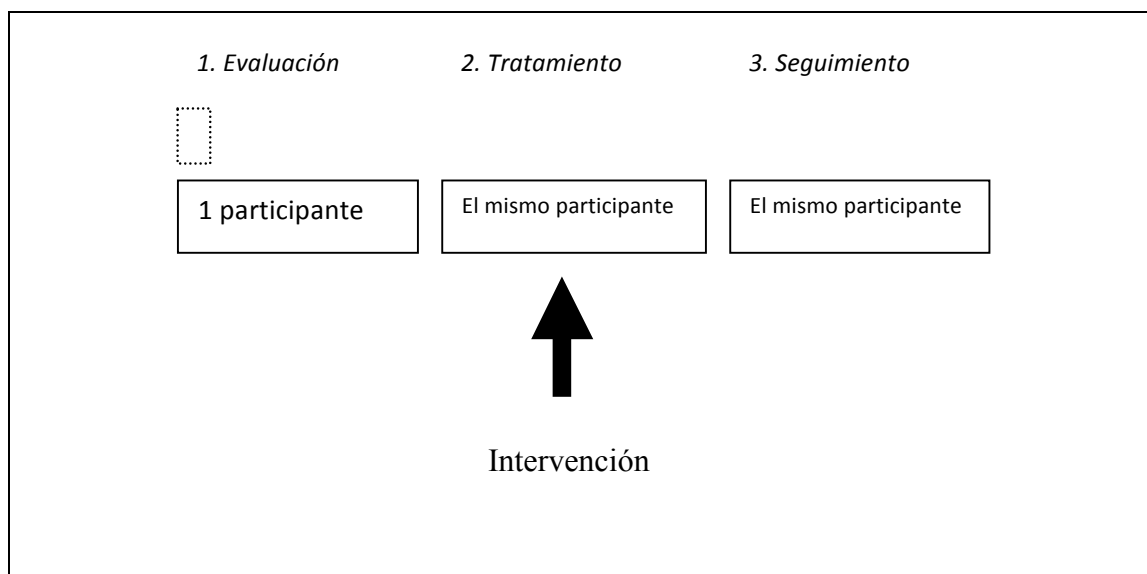 1. Evaluación
2. Tratamiento
3. Seguimiento
1 participante
El mismo participante
El mismo participante
Intervención